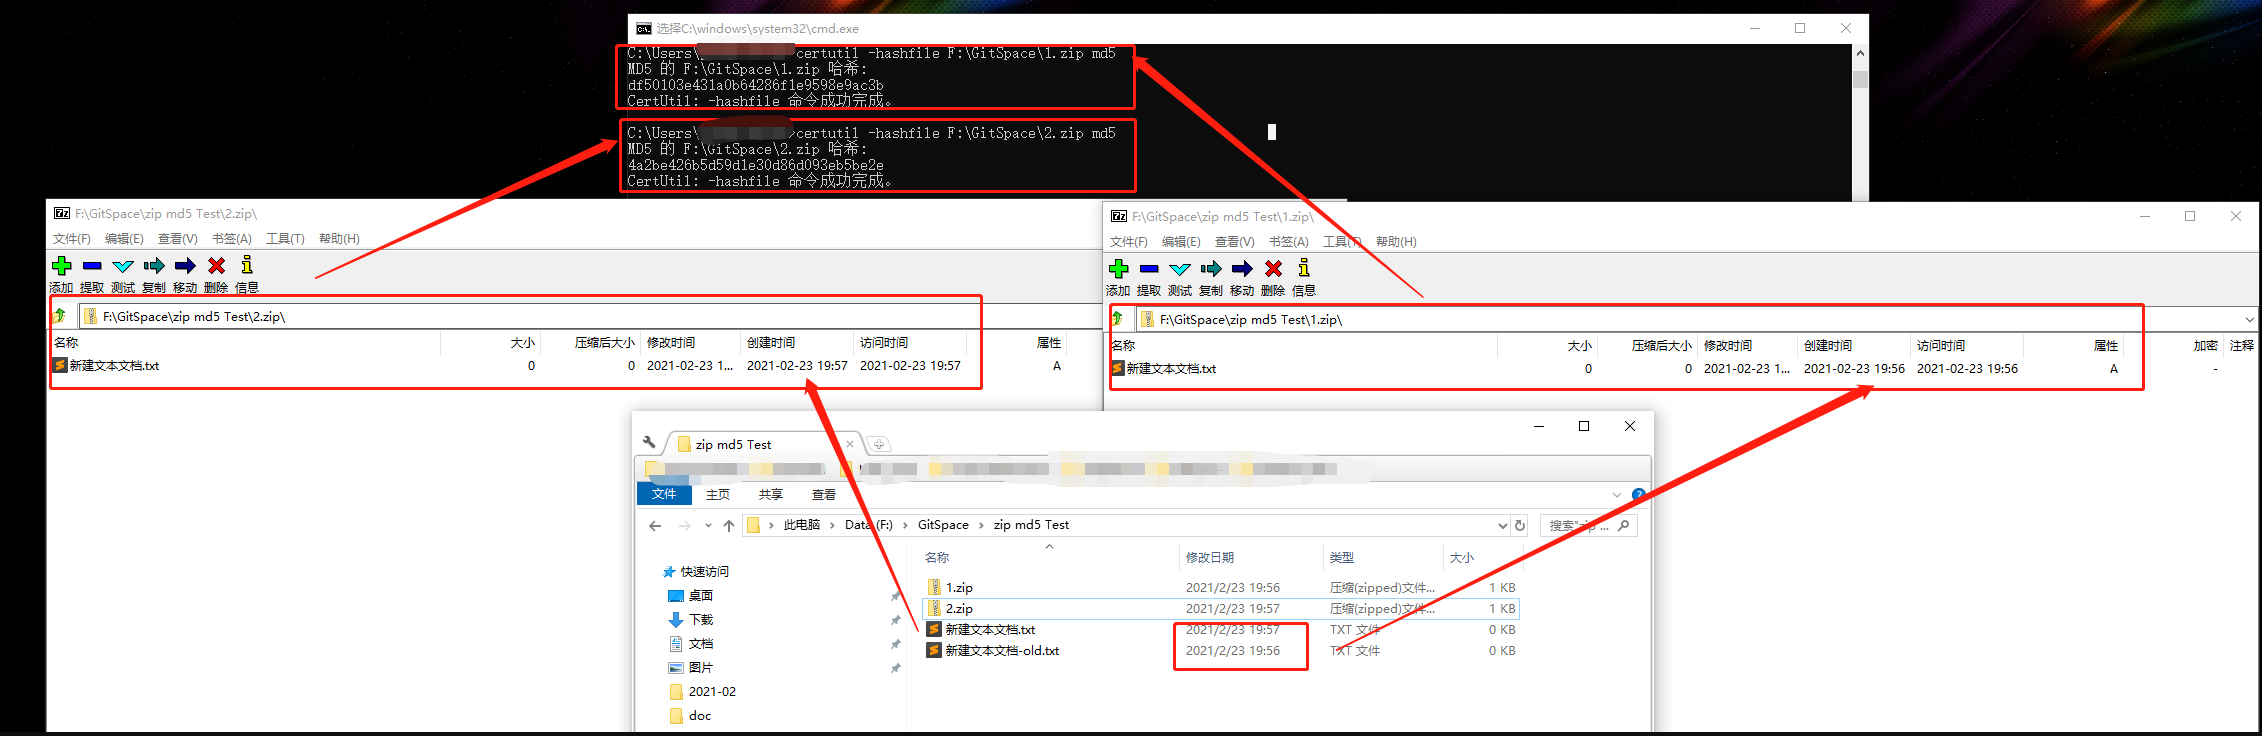 选择C:\windows\system32\cmd.exe
C:\Users\ >certutil -hashfile F:\GitSpace\1.zip md5
MD5 的 F:\GitSpace\1.zip 哈希:
df50103e431a0b64286f1e9598e9ac3b
CertUtil: -hashfile 命令成功完成。
C:\Users\ >certutil -hashfile F:\GitSpace\2.zip md5
MD5 的 F:\GitSpace\2.zip 哈希:
4a2be426b5d59d1e30d86d093eb5be2e
CertUtil: -hashfile 命令成功完成。
F:\GitSpace\zip md5 Test\2.zip\
文件(F) 编辑(E) 查看(V) 书签(A) 工具(T) 帮助(H)
添加 提取 测试 复制 移动 删除 信息
F:\GitSpace\zip md5 Test\2.zip\
名称 大小 压缩后大小 修改时间 创建时间 访问时间 属性
新建文本文档.txt 0 0 2021-02-23 1... 2021-02-23 19:57 2021-02-23 19:57 A
F:\GitSpace\zip md5 Test\1.zip\
文件(F) 编辑(E) 查看(V) 书签(A) 工具(T) 帮助(H)
添加 提取 测试 复制 移动 删除 信息
F:\GitSpace\zip md5 Test\1.zip\
名称 大小 压缩后大小 修改时间 创建时间 访问时间 属性 加密 注释
新建文本文档.txt 0 0 2021-02-23 1... 2021-02-23 19:56 2021-02-23 19:56 A -
zip md5 Test
文件 主页 共享 查看
此电脑 Data (F:) GitSpace zip md5 Test 搜索"zip ...
名称 修改日期 类型 大小
1.zip 2021/2/23 19:56 压缩(zipped)文件... 1 KB
2.zip 2021/2/23 19:57 压缩(zipped)文件... 1 KB
新建文本文档.txt 2021/2/23 19:57 TXT 文件 0 KB
新建文本文档-old.txt 2021/2/23 19:56 TXT 文件 0 KB
快速访问
桌面
下载
文档
图片
2021-02
doc